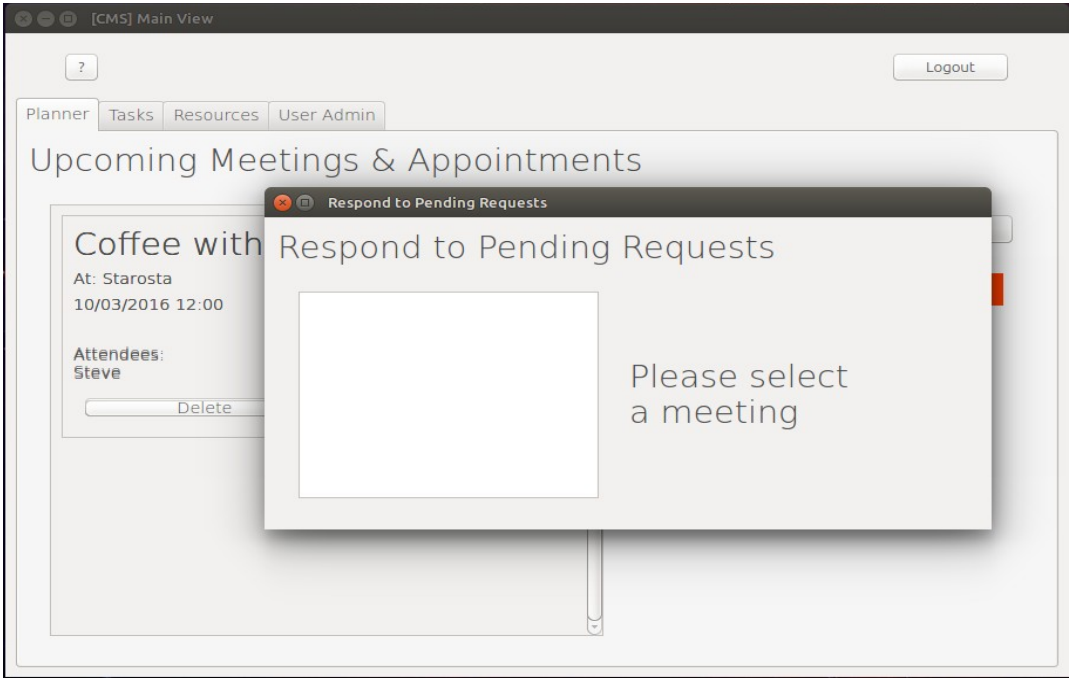 [CMS] Main View
?
Logout
Planner
Tasks
Resources
User Admin
Upcoming Meetings & Appointments
Respond to Pending Requests
Respond to Pending Requests
Coffee with
At: Starosta
10/03/2016 12:00
Attendees:
Steve
Delete
Please select
a meeting